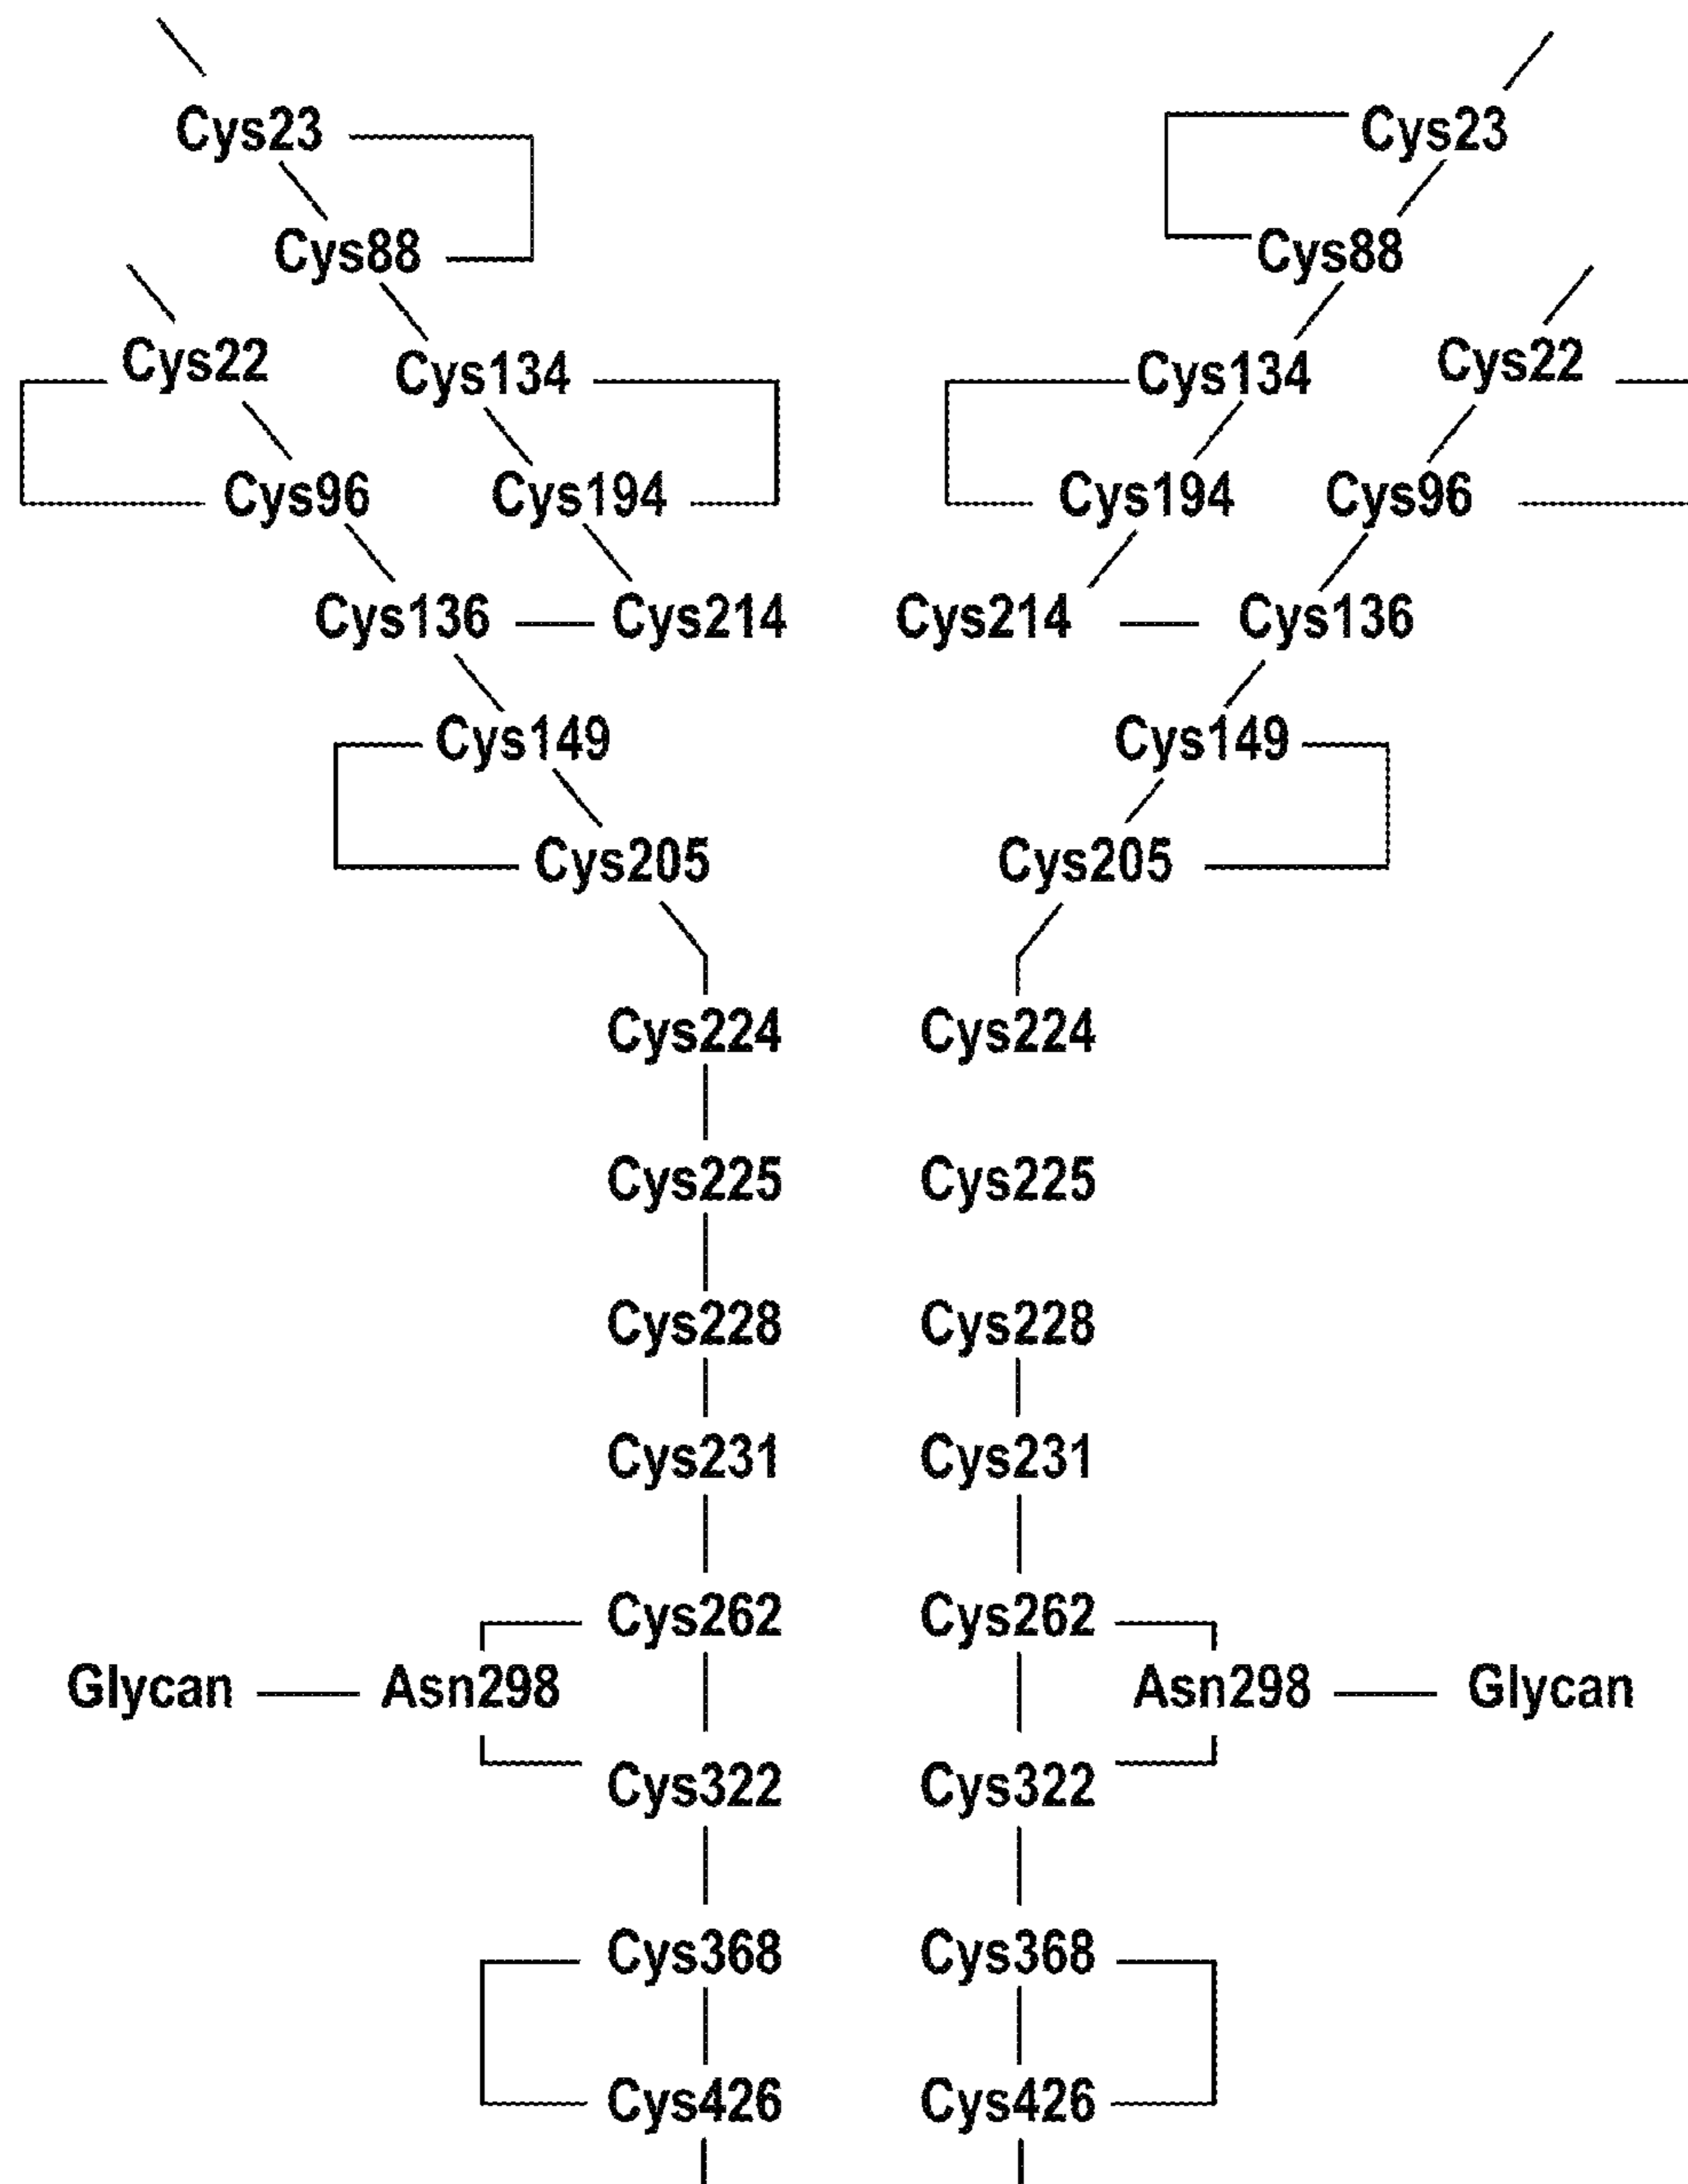 Cys23 Cys23
Cys88 Cys88
Cys22 Cys134 Cys134 Cys22
Cys96 Cys194 Cys194 Cys96
Cys136 Cys214 Cys214 Cys136
Cys149 Cys149
Cys205 Cys205
Cys224 Cys224
Cys225 Cys225
Cys228 Cys228
Cys231 Cys231
Cys262 Cys262
Glycan Asn298 Asn298 Glycan
Cys322 Cys322
Cys368 Cys368
Cys426 Cys426